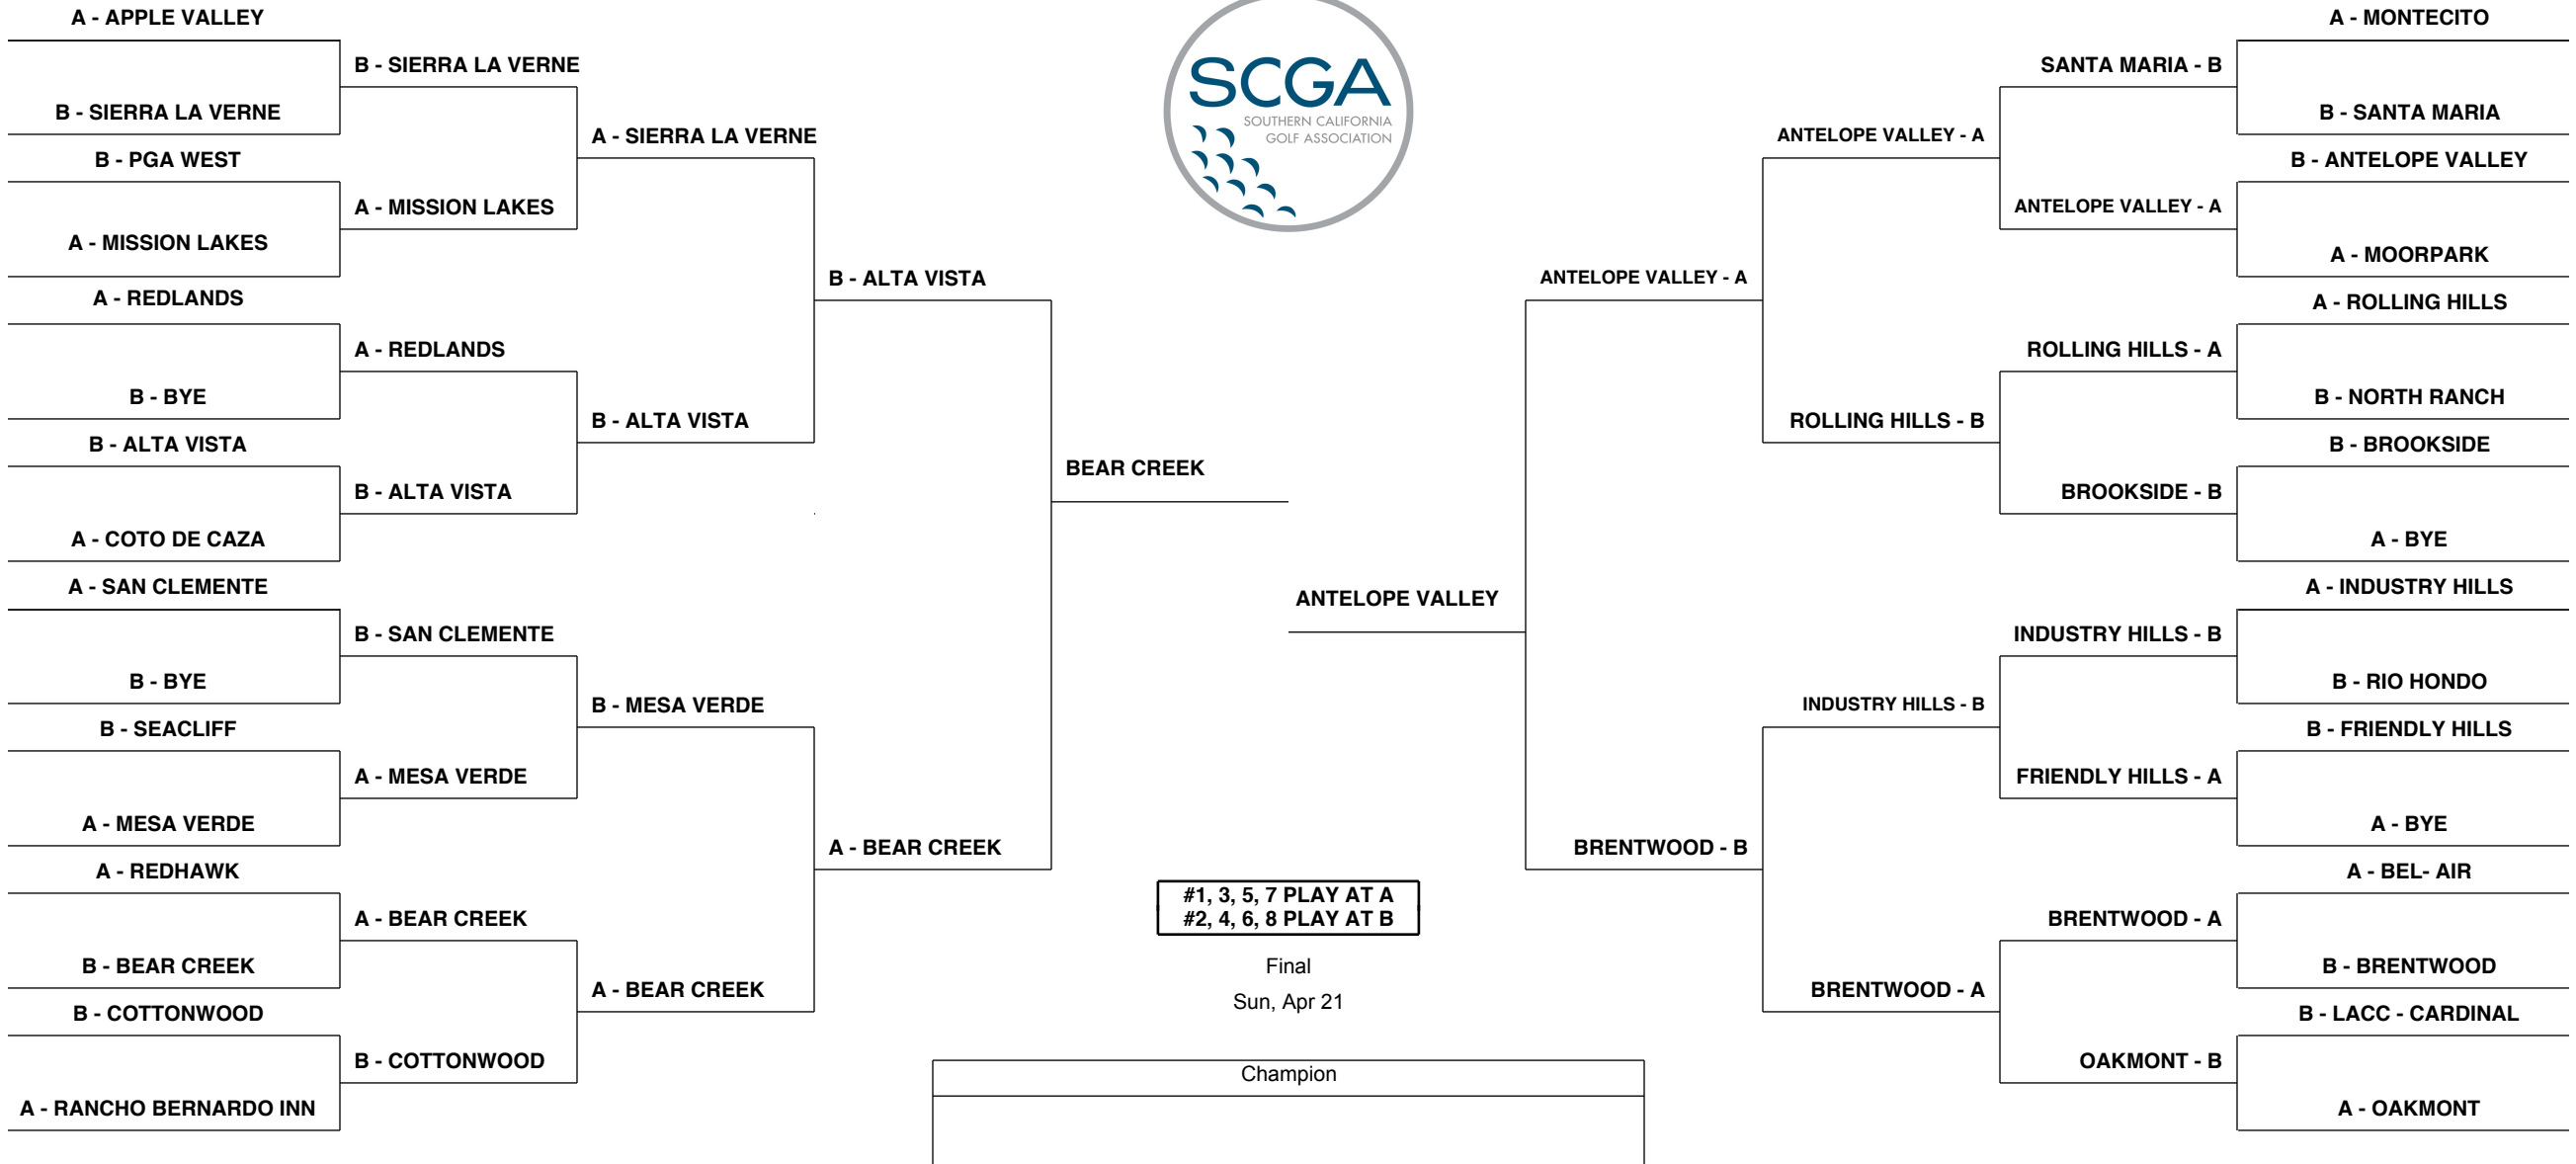 A - APPLE VALLEY
B - SIERRA LA VERNE
B - PGA WEST
A - MISSION LAKES
A - REDLANDS
B - BYE
B - ALTA VISTA
A - COTO DE CAZA
A - SAN CLEMENTE
B - BYE
B - SEACLIFF
A - MESA VERDE
A - REDHAWK
B - BEAR CREEK
B - COTTONWOOD
A - RANCHO BERNARDO INN
B - SIERRA LA VERNE
A - MISSION LAKES
A - REDLANDS
B - ALTA VISTA
B - SAN CLEMENTE
A - MESA VERDE
A - BEAR CREEK
B - COTTONWOOD
A - SIERRA LA VERNE
B - ALTA VISTA
B - MESA VERDE
A - BEAR CREEK
B - ALTA VISTA
A - BEAR CREEK
BEAR CREEK
SCGA
SOUTHERN CALIFORNIA
GOLF ASSOCIATION
ANTELOPE VALLEY
#1, 3, 5, 7 PLAY AT A
#2, 4, 6, 8 PLAY AT B
Final
Sun, Apr 21
Champion
ANTELOPE VALLEY - A
BRENTWOOD - B
ANTELOPE VALLEY - A
ROLLING HILLS - B
INDUSTRY HILLS - B
BRENTWOOD - A
SANTA MARIA - B
ANTELOPE VALLEY - A
ROLLING HILLS - A
BROOKSIDE - B
INDUSTRY HILLS - B
FRIENDLY HILLS - A
BRENTWOOD - A
OAKMONT - B
A - MONTECITO
B - SANTA MARIA
B - ANTELOPE VALLEY
A - MOORPARK
A - ROLLING HILLS
B - NORTH RANCH
B - BROOKSIDE
A - BYE
A - INDUSTRY HILLS
B - RIO HONDO
B - FRIENDLY HILLS
A - BYE
A - BEL- AIR
B - BRENTWOOD
B - LACC - CARDINAL
A - OAKMONT